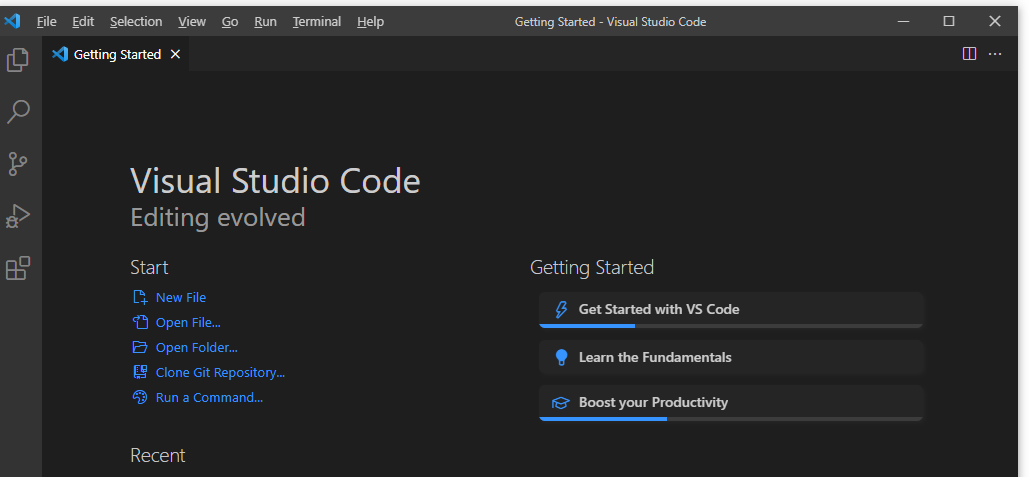 File Edit Selection View Go Run Terminal Help Getting Started - Visual Studio Code
Getting Started
Visual Studio Code
Editing evolved
Start
New File
Open File...
Open Folder...
Clone Git Repository...
Run a Command...
Recent
Getting Started
Get Started with VS Code
Learn the Fundamentals
Boost your Productivity